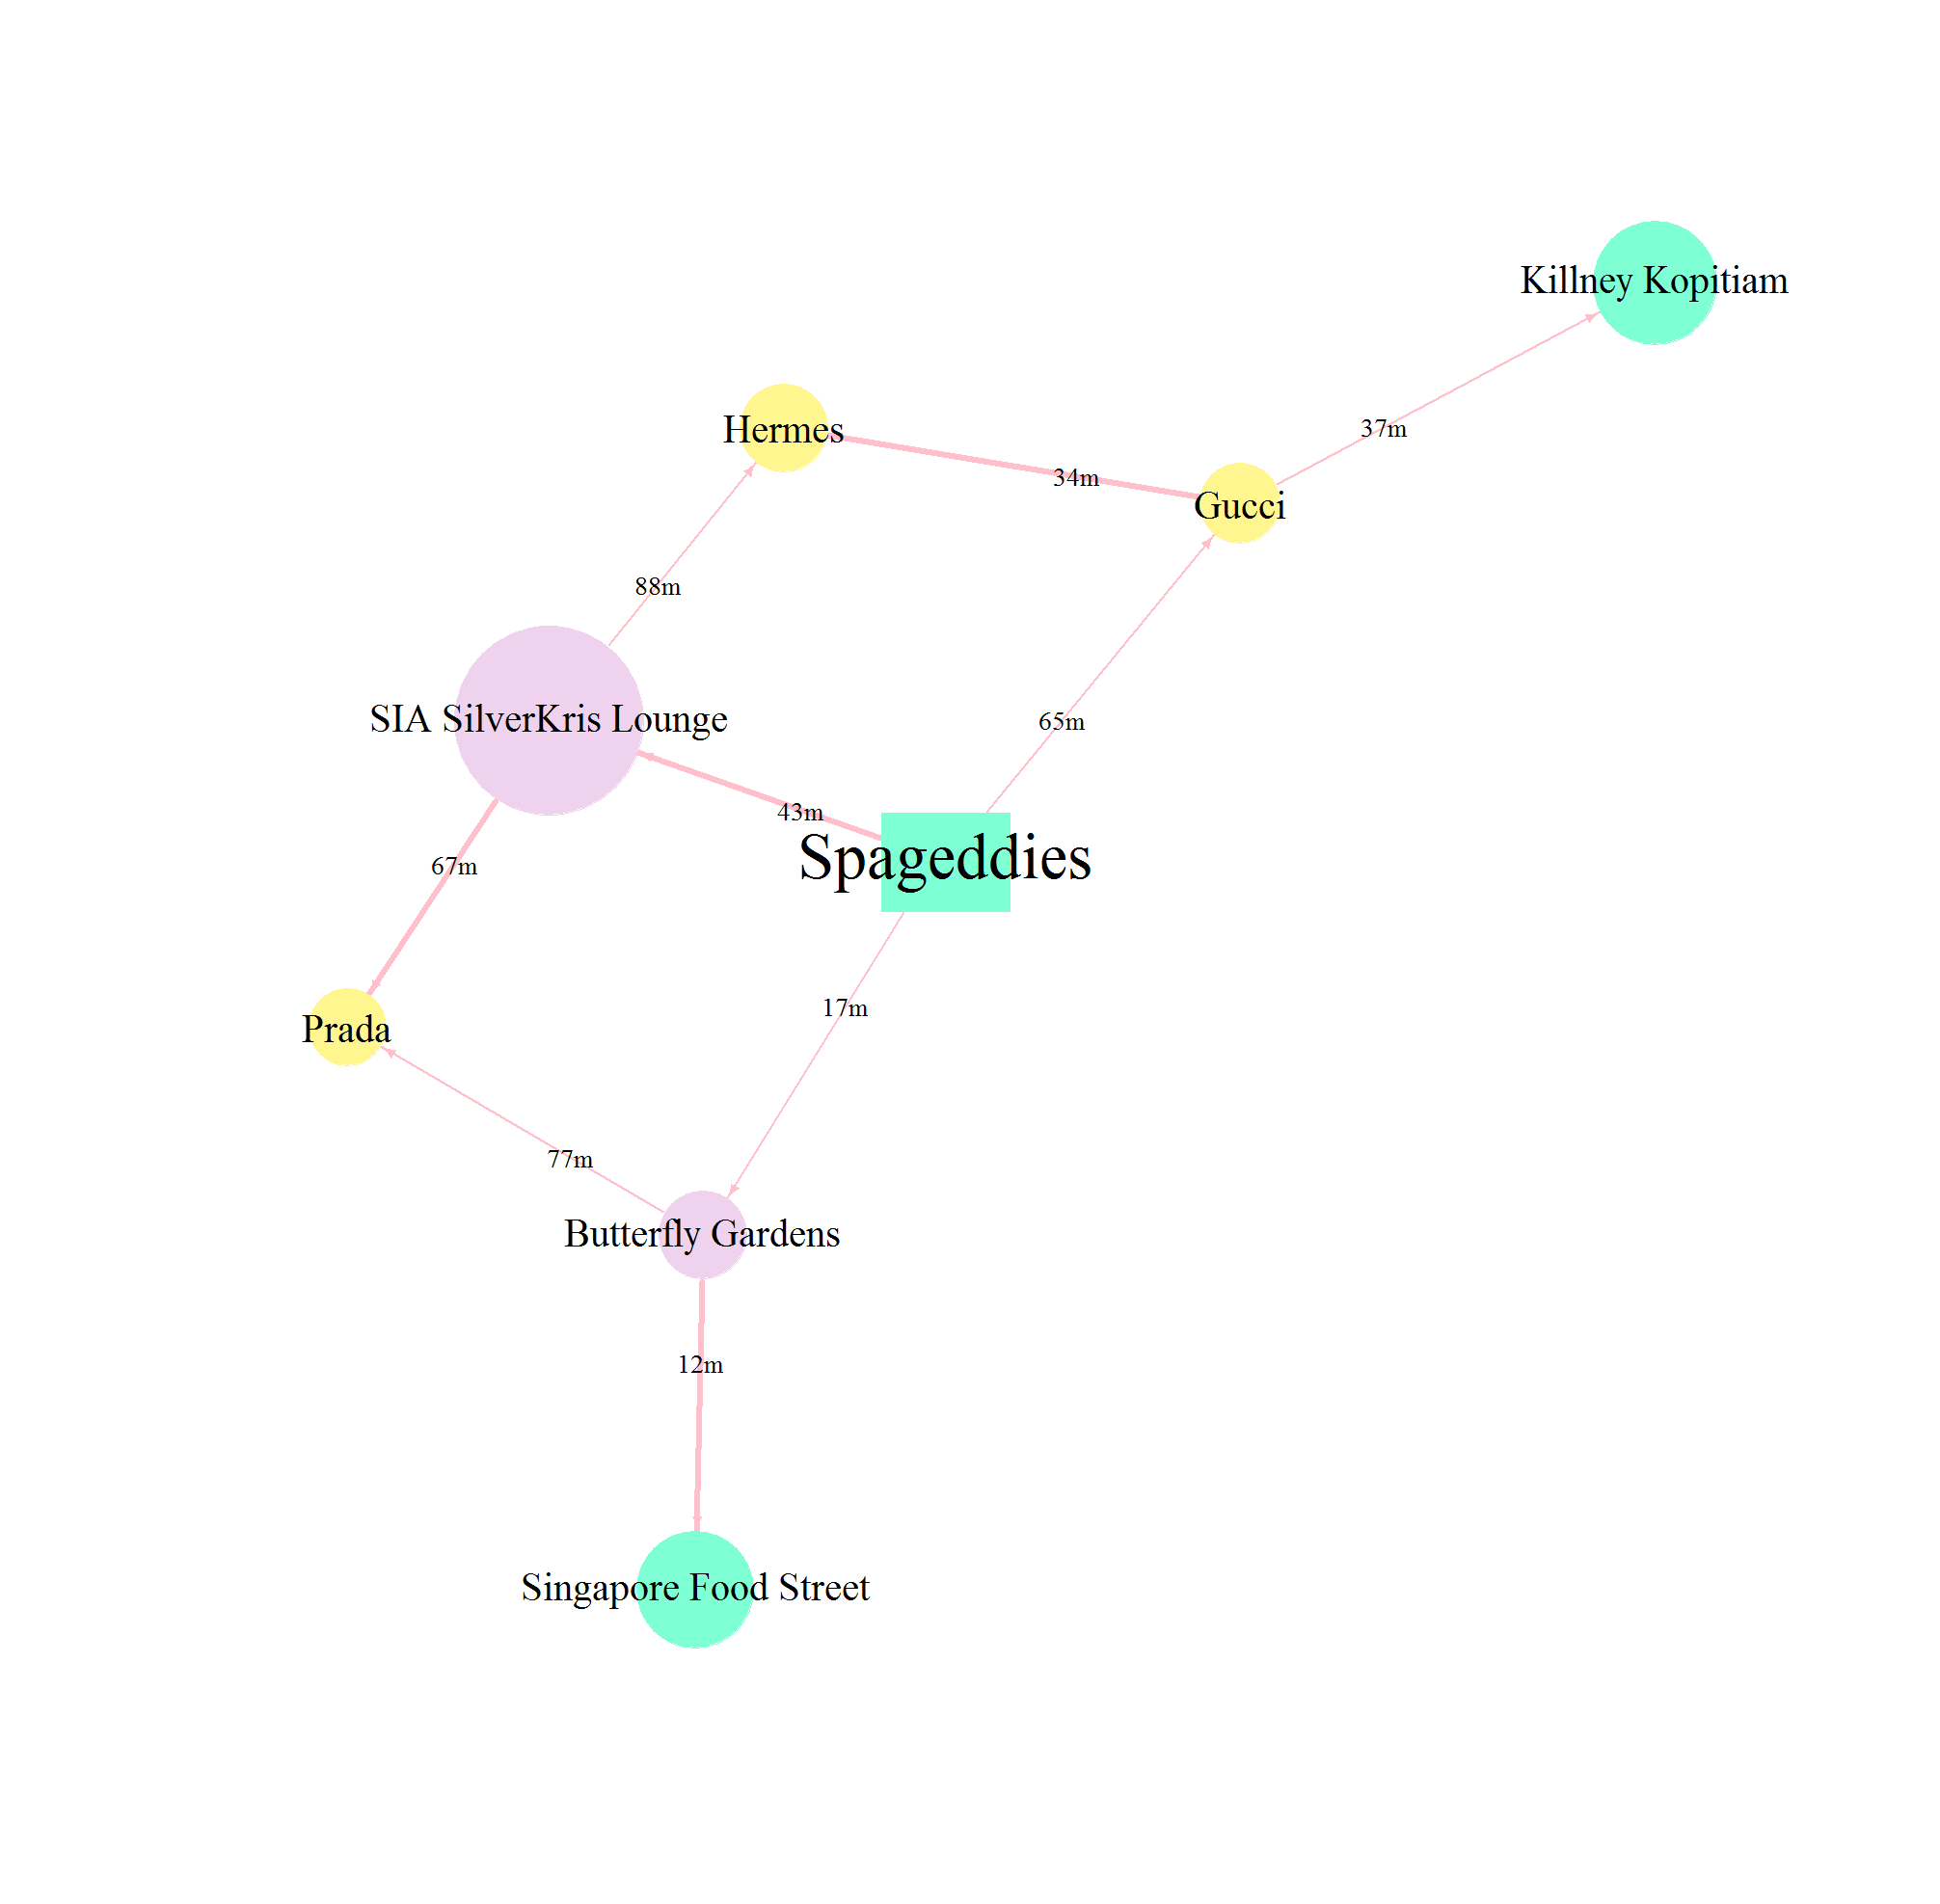 Killney Kopitiam
Hermes
37m
34m
Gucci
88m
SIA SilverKris Lounge
65m
43m
Spageddies
67m
17m
Prada
77m
Butterfly Gardens
12m
Singapore Food Street